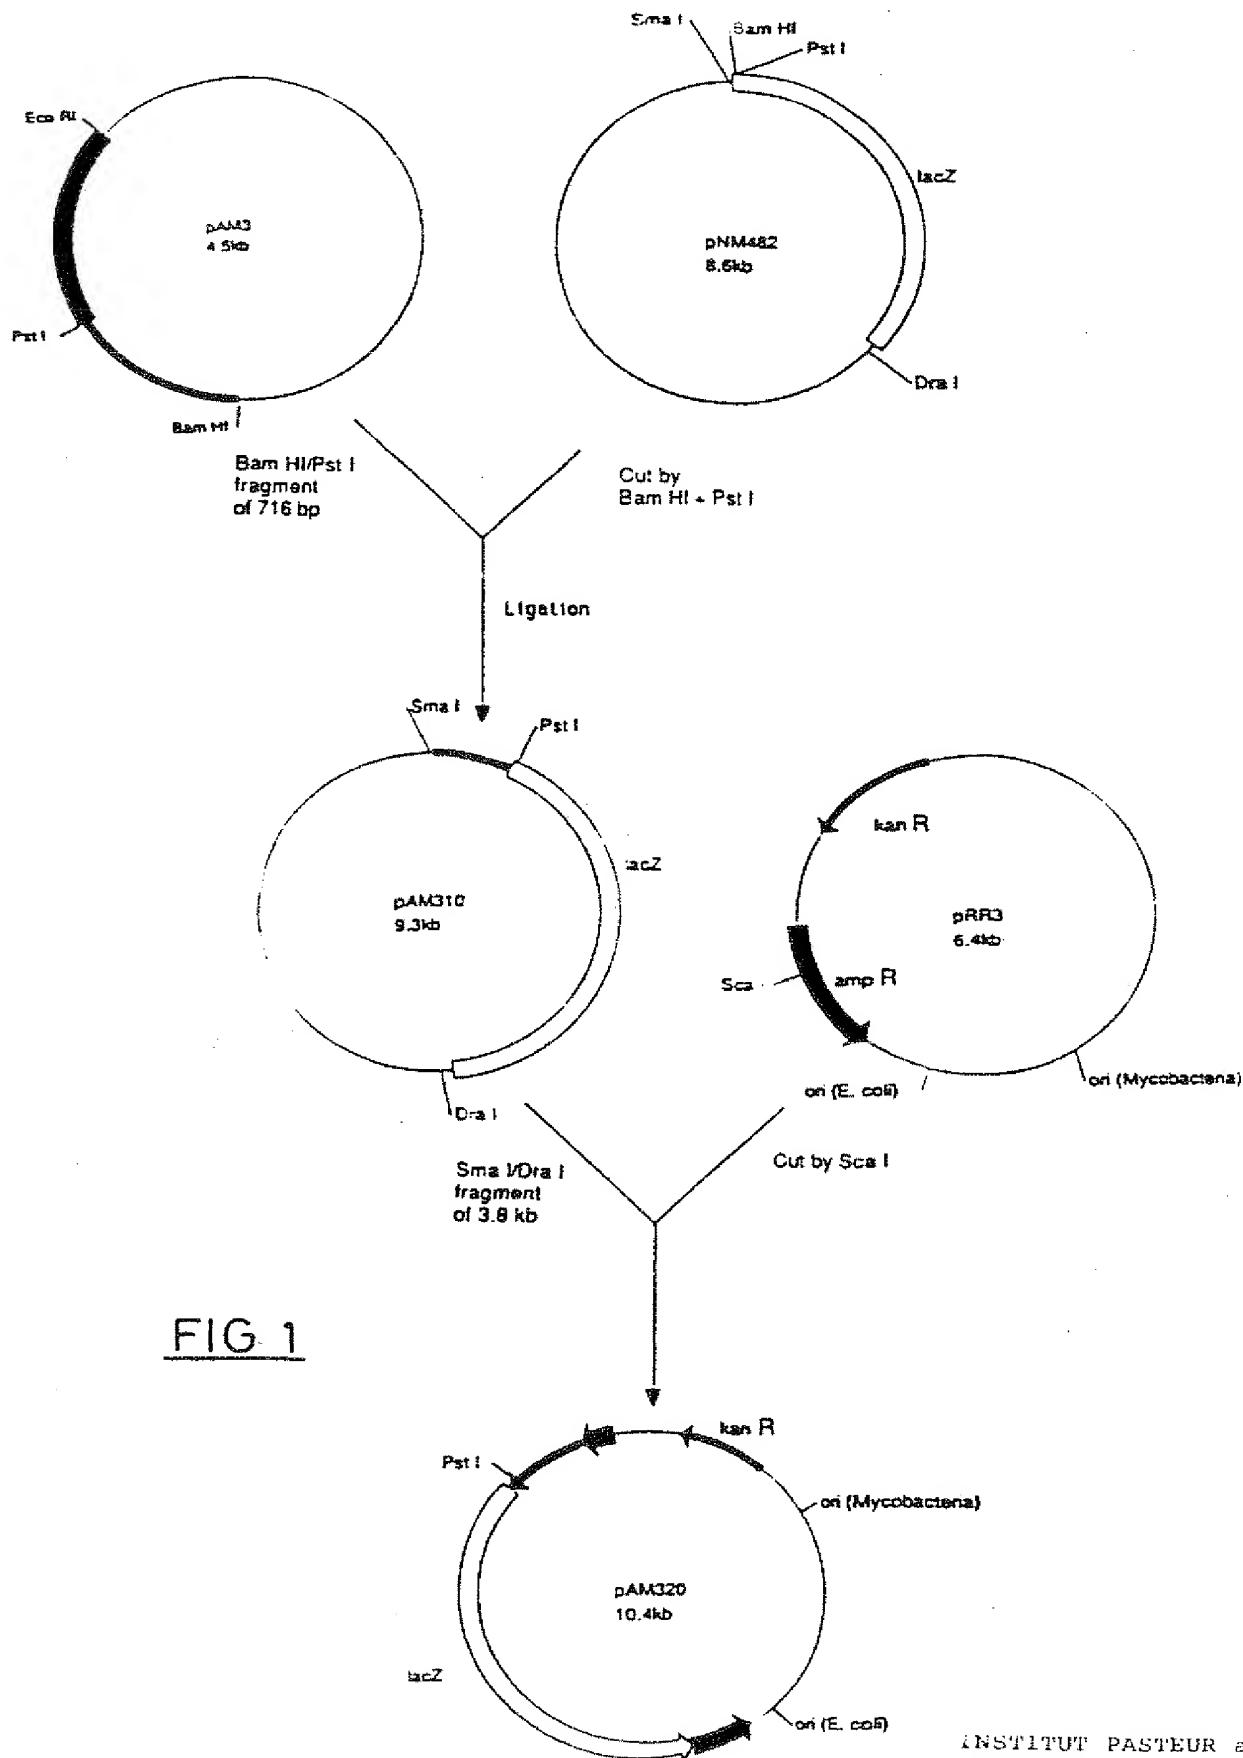 Sma I
Bam HI
Pst I
Eco RI
lacZ
pAM3
4.5kb
pNM482
8.6kb
Pst I
Dra I
Bam HI
Bam HI/Pst I
fragment
of 716 bp
Cut by
Bam HI + Pst I
Ligation
Sma I
Pst I
kan R
lacZ
pAM310
9.3kb
pRR3
6.4kb
Sca
amp R
ori (E. coli)
ori (Mycobacteria)
Dra I
Sma I/Dra I
fragment
of 3.8 kb
Cut by Sca I
FIG 1
kan R
Pst I
ori (Mycobacteria)
pAM320
10.4kb
lacZ
ori (E. coli)
INSTITUT PASTEUR